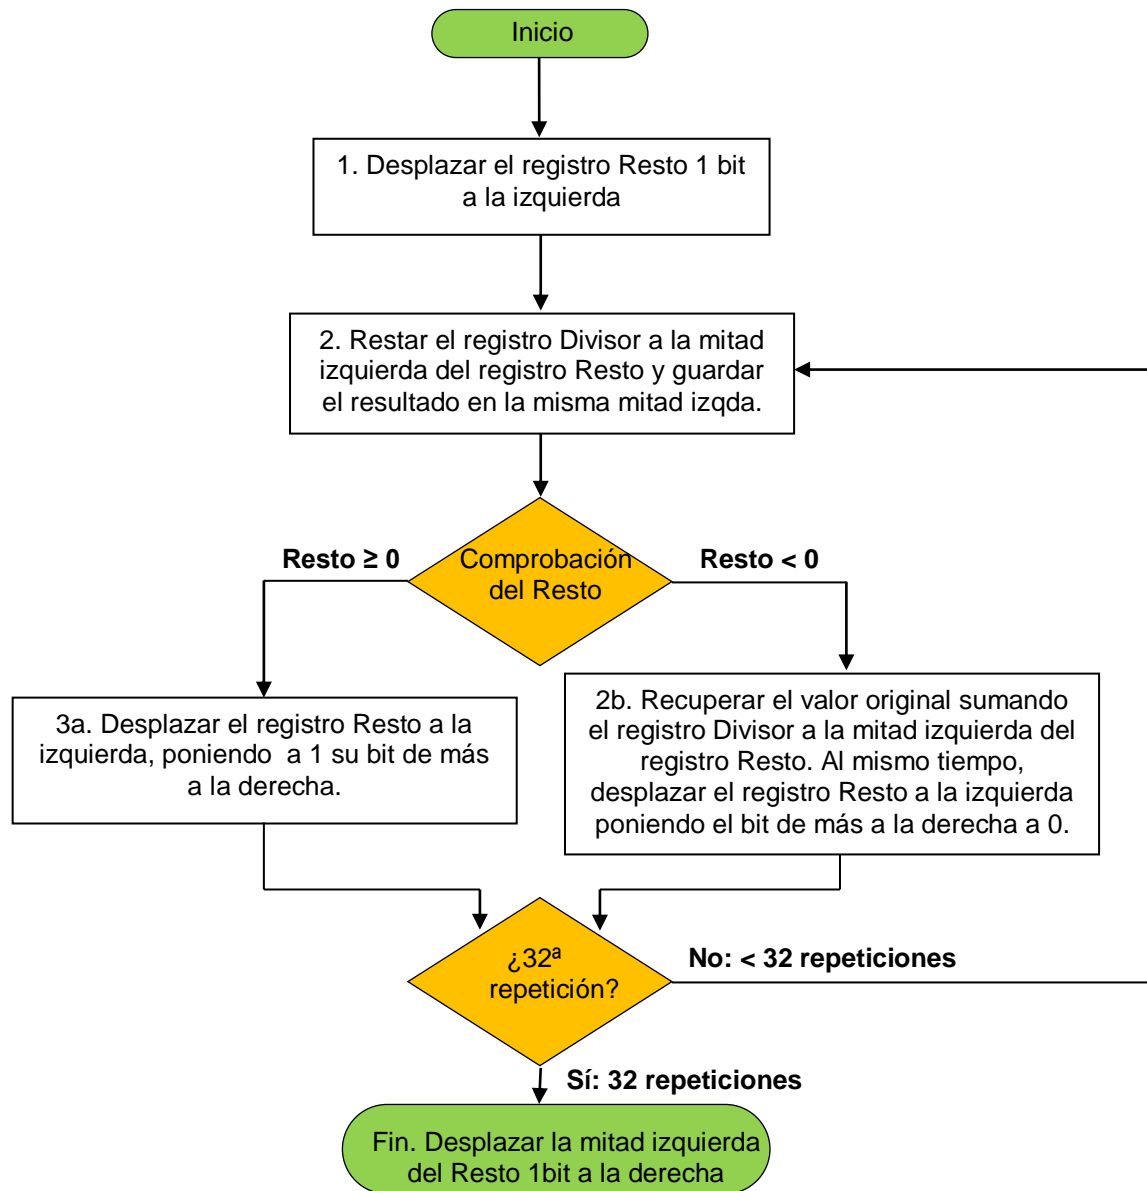 Inicio
1. Desplazar el registro Resto 1 bit
a la izquierda
2. Restar el registro Divisor a la mitad
izquierda del registro Resto y guardar
el resultado en la misma mitad izqda.
Resto ≥ 0
Comprobación
del Resto
Resto < 0
3a. Desplazar el registro Resto a la
izquierda, poniendo a 1 su bit de más
a la derecha.
2b. Recuperar el valor original sumando
el registro Divisor a la mitad izquierda del
registro Resto. Al mismo tiempo,
desplazar el registro Resto a la izquierda
poniendo el bit de más a la derecha a 0.
¿32ª
repetición?
No: < 32 repeticiones
Sí: 32 repeticiones
Fin. Desplazar la mitad izquierda
del Resto 1bit a la derecha